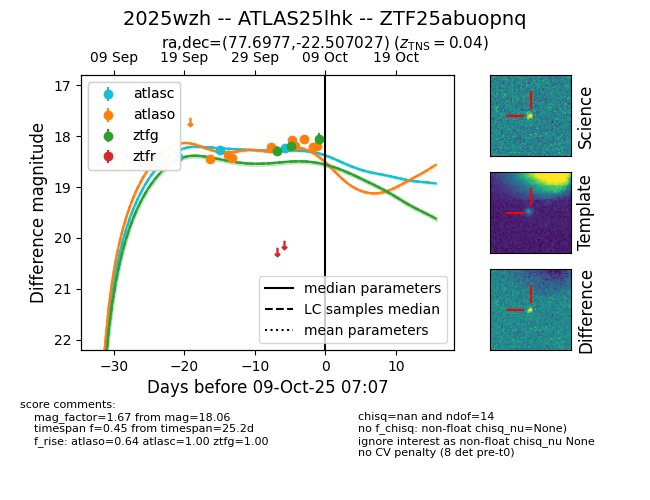 2025wzh -- ATLAS25lhk -- ZTF25abuopnq
ra,dec=(77.6977,-22.507027) (z_TNS = 0.04)
09 Sep 19 Sep 29 Sep 09 Oct 19 Oct
17
18
19
20
21
22
Difference magnitude
atlasc
atlaso
ztfg
ztfr
median parameters
LC samples median
mean parameters
−30 −20 −10 0 10
Days before 09-Oct-25 07:07
Science
Template
Difference
score comments:
mag_factor=1.67 from mag=18.06
timespan f=0.45 from timespan=25.2d
f_rise: atlaso=0.64 atlasc=1.00 ztfg=1.00
chisq=nan and ndof=14
no f_chisq: non-float chisq_nu=None)
ignore interest as non-float chisq_nu None
no CV penalty (8 det pre-t0)